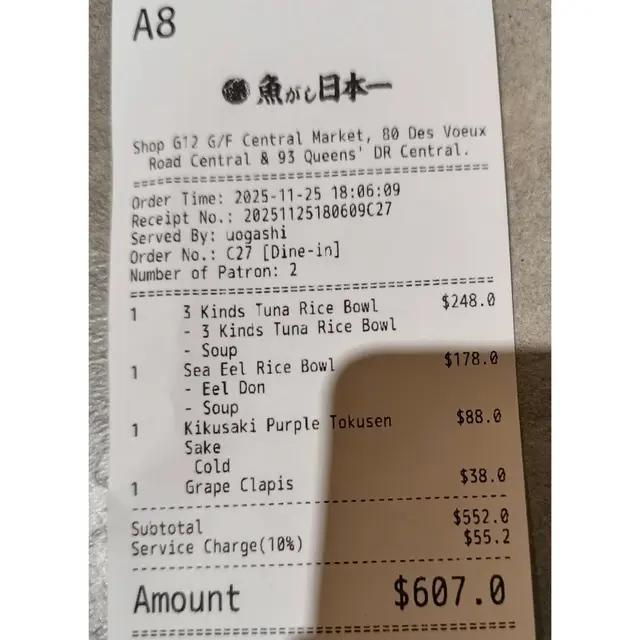 A8
魚がし日本一
Shop G12 G/F Central Market, 80 Des Voeux
Road Central & 93 Queens' DR Central.
Order Time: 2025-11-25 18:06:09
Receipt No.: 20251125180609C27
Served By: uogashi
Order No.: C27 [Dine-in]
Number of Patron: 2
1 3 Kinds Tuna Rice Bowl $248.0
- 3 Kinds Tuna Rice Bowl
- Soup
1 Sea Eel Rice Bowl $178.0
- Eel Don
- Soup
1 Kikusaki Purple Tokusen $88.0
Sake
Cold
1 Grape Clapis $38.0
Subtotal $552.0
Service Charge(10%) $55.2
Amount $607.0